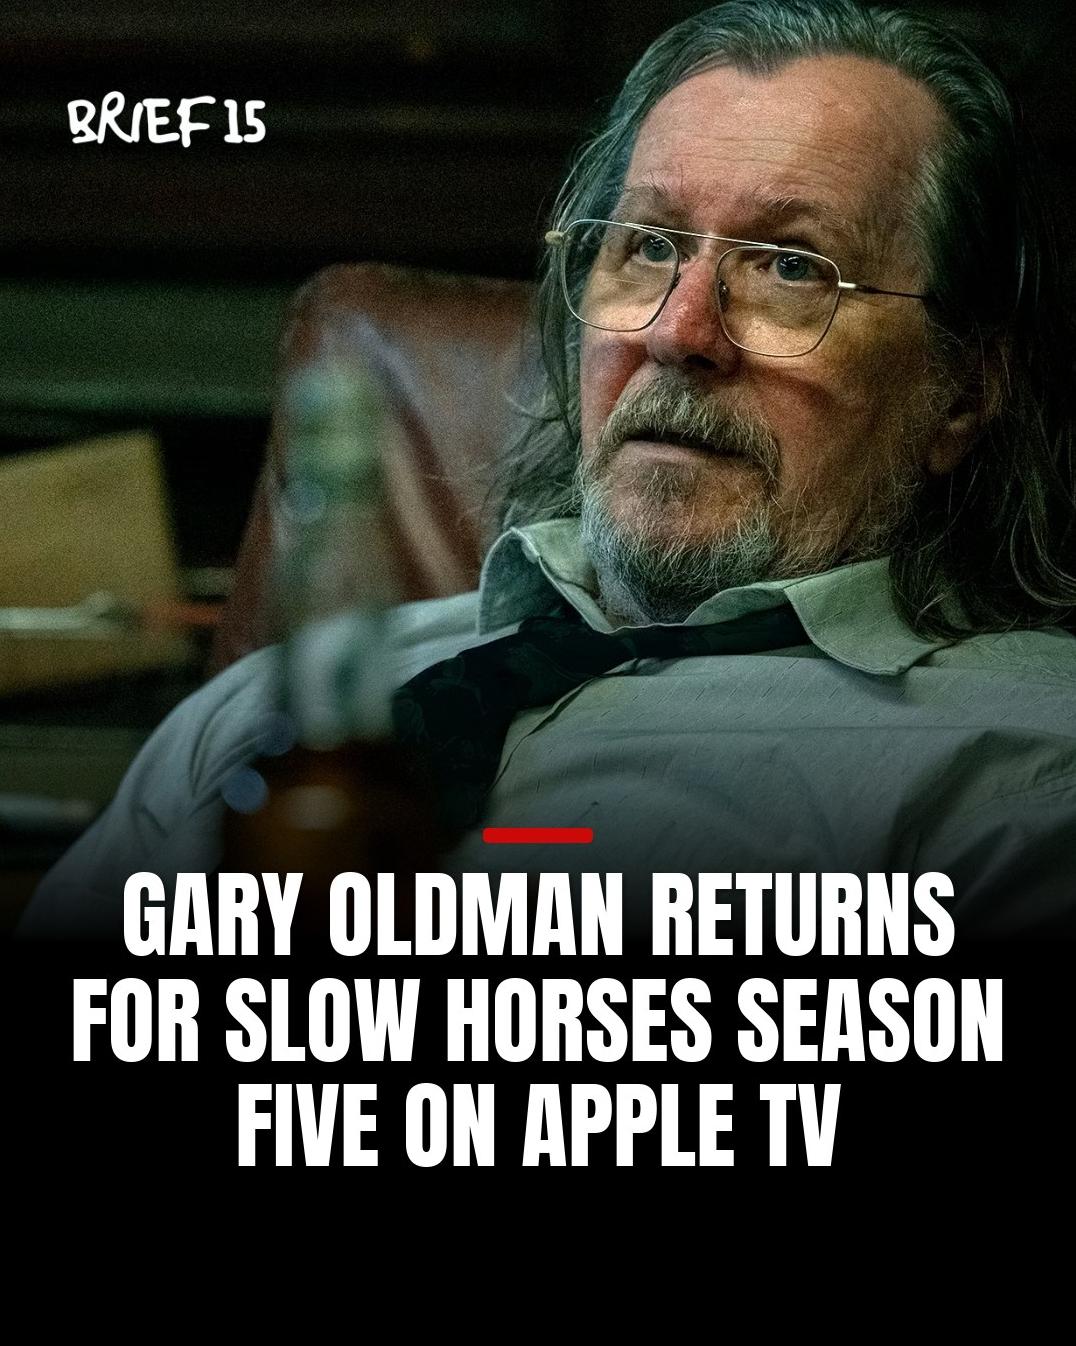 BRIEF 15
GARY OLDMAN RETURNS
FOR SLOW HORSES SEASON
FIVE ON APPLE TV